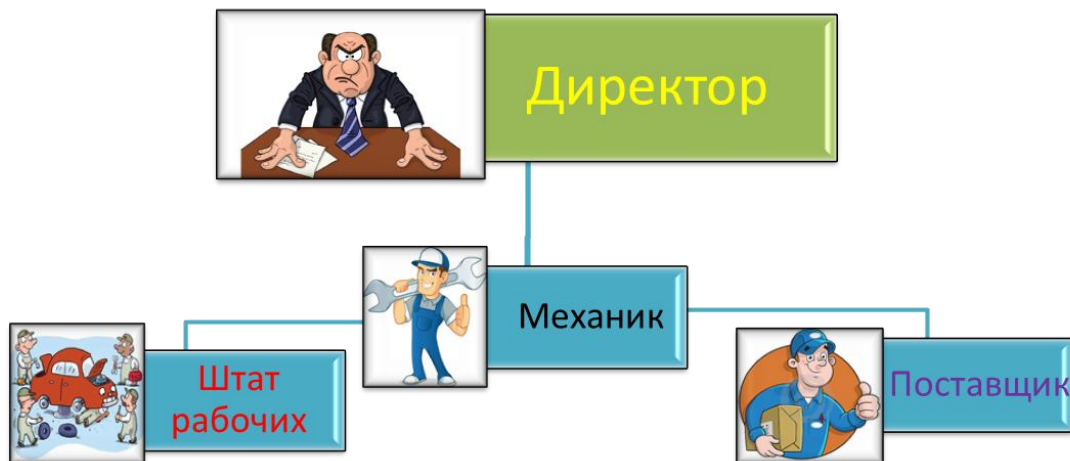 Директор
Механик
Штат
рабочих
Поставщик